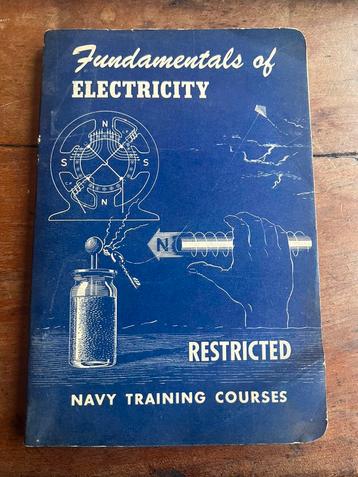 Fundamentals of
ELECTRICITY
N
S
S
N
N
RESTRICTED
NAVY TRAINING COURSES